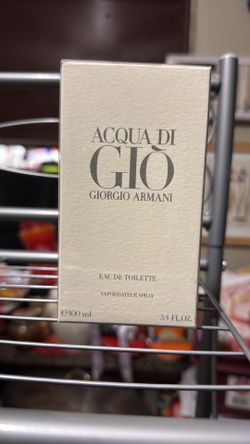 ACQUA DI
GIÒ
GIORGIO ARMANI
EAU DE TOILETTE
VAPORISATEUR SPRAY
℮100 ml 3.4 FL.OZ.